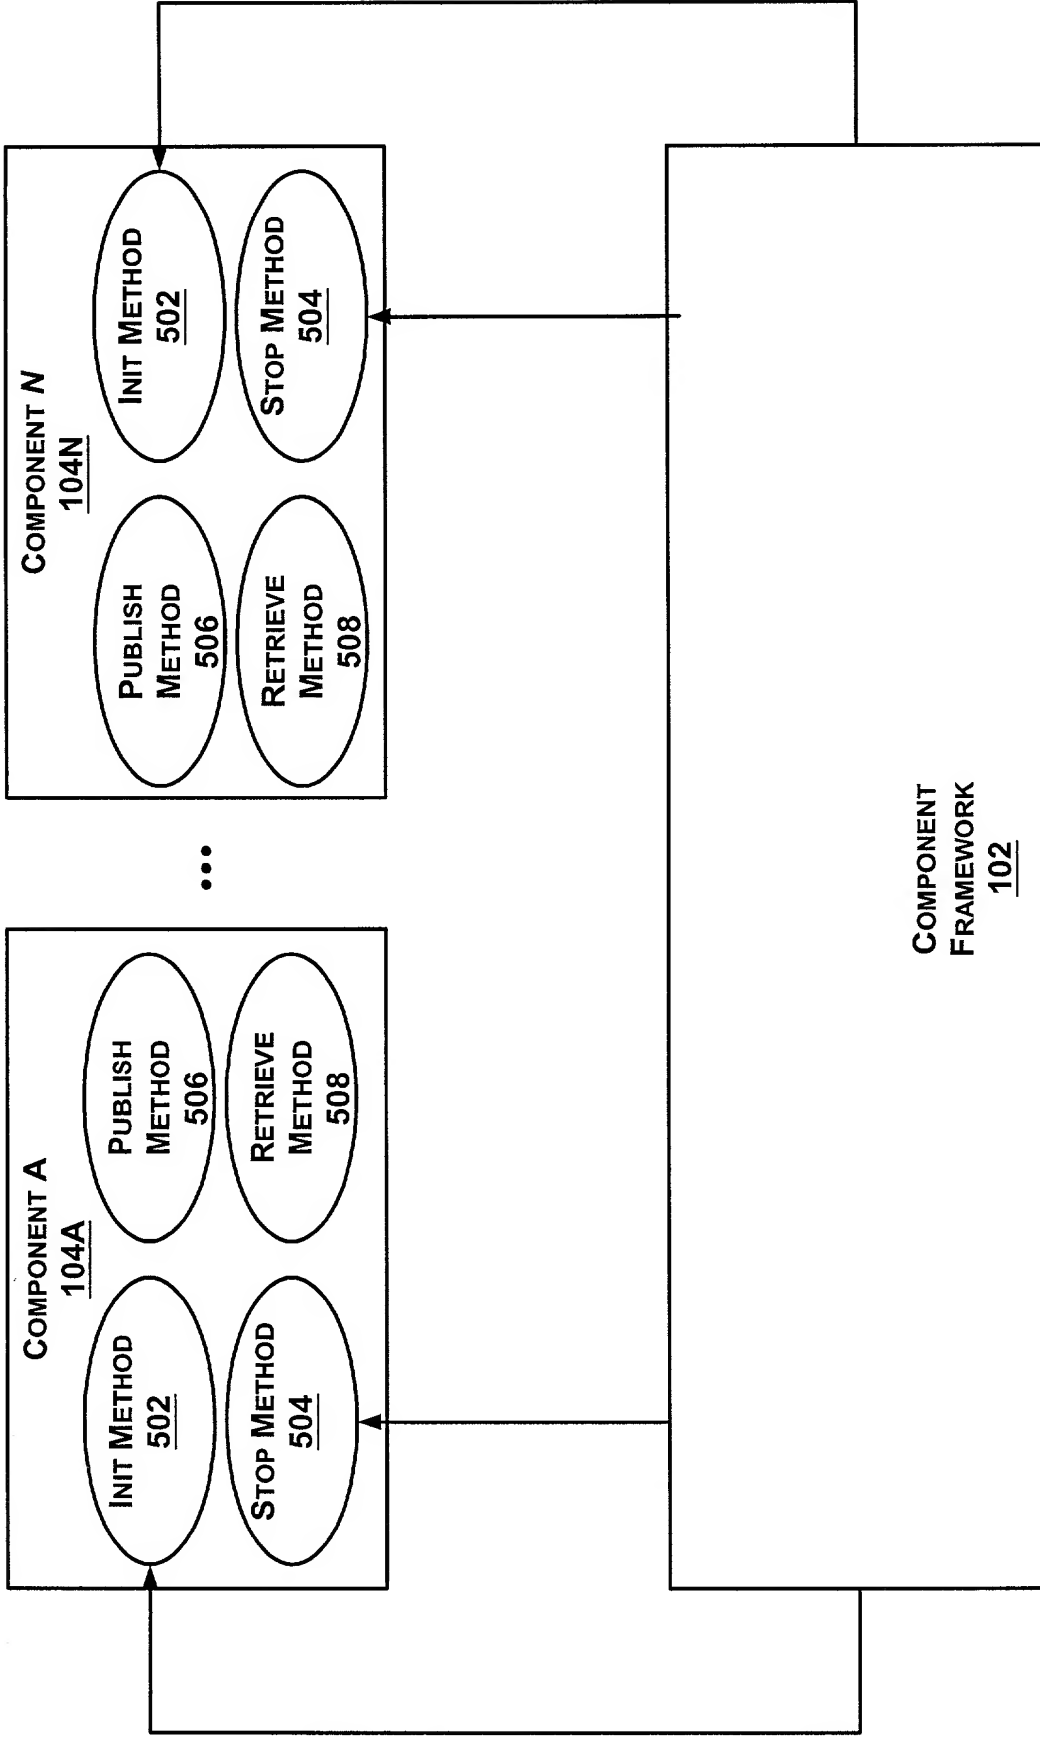 COMPONENT A
104A
INIT METHOD
502
PUBLISH
METHOD
506
STOP METHOD
504
RETRIEVE
METHOD
508
...
COMPONENT N
104N
PUBLISH
METHOD
506
INIT METHOD
502
RETRIEVE
METHOD
508
STOP METHOD
504
COMPONENT
FRAMEWORK
102